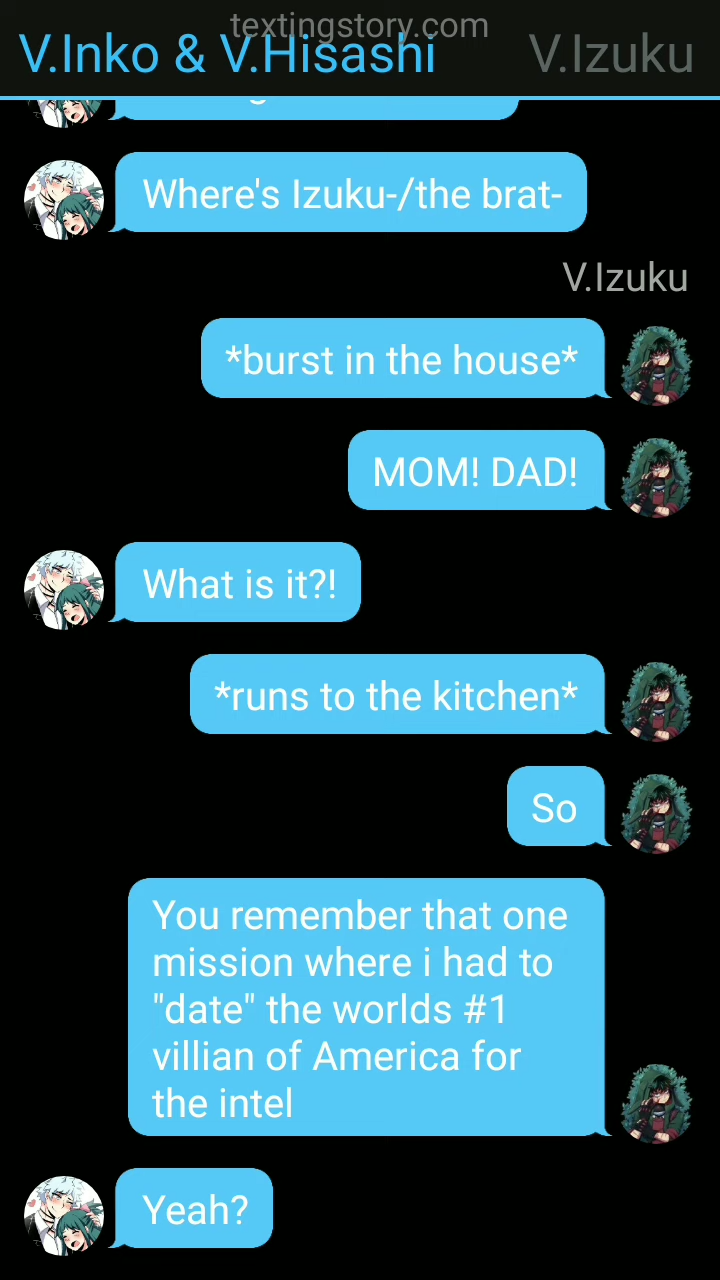 textingstory.com
V.Inko & V.Hisashi
V.Izuku
Where's Izuku-/the brat-
V.Izuku
*burst in the house*
MOM! DAD!
What is it?!
*runs to the kitchen*
So
You remember that one
mission where i had to
"date" the worlds #1
villian of America for
the intel
Yeah?